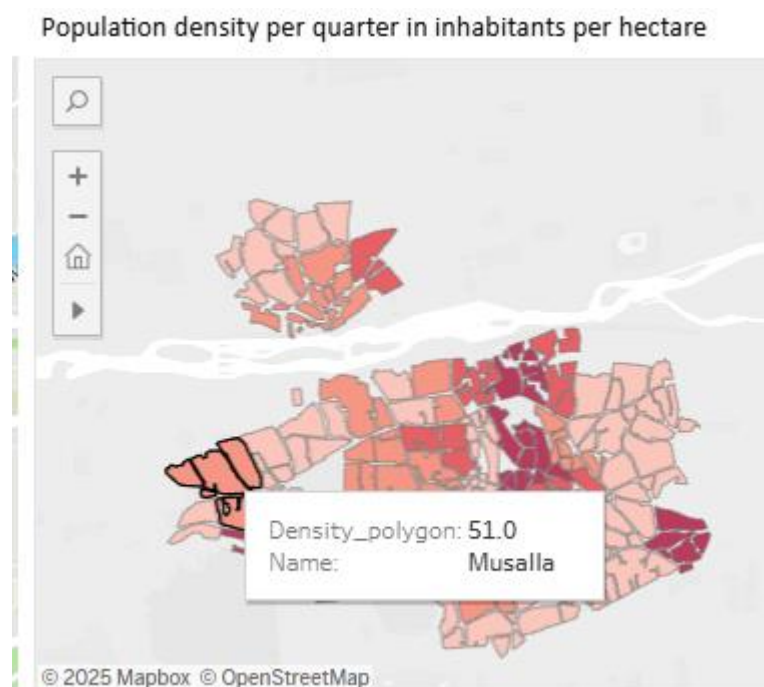 Population density per quarter in inhabitants per hectare
Density_polygon: 51.0
Name: Musalla
© 2025 Mapbox © OpenStreetMap